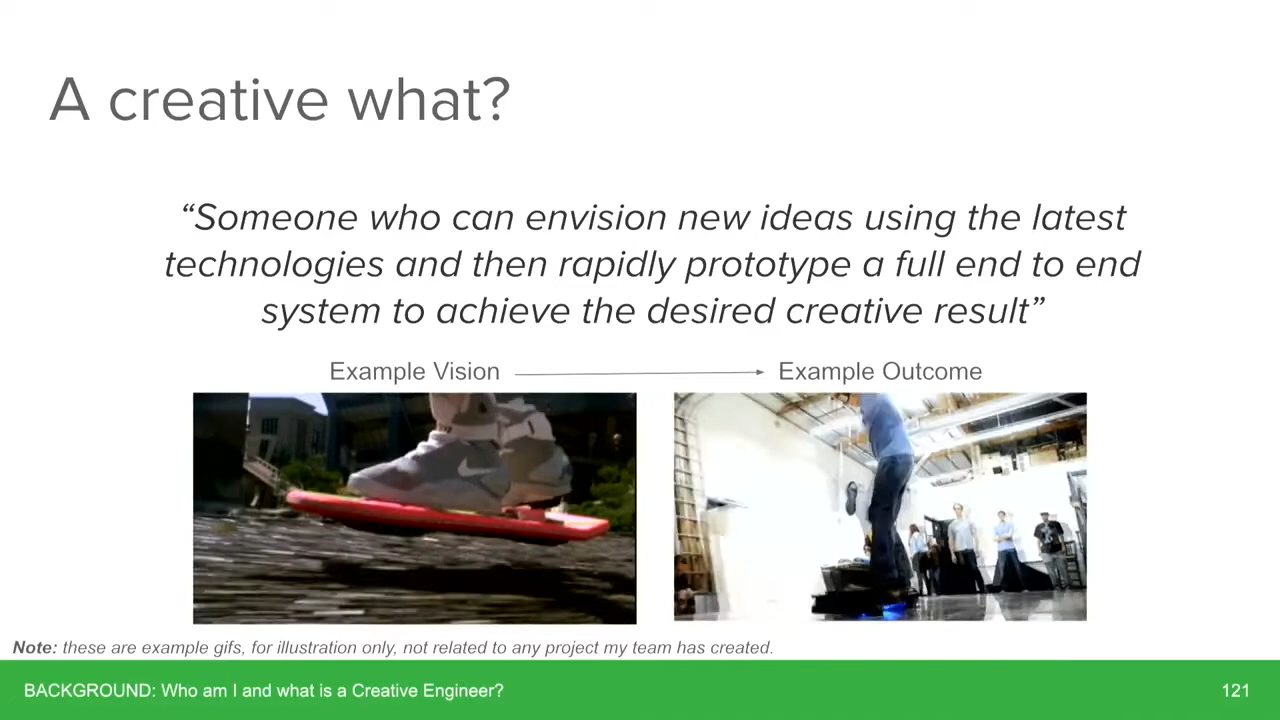 A creative what?
“Someone who can envision new ideas using the latest
technologies and then rapidly prototype a full end to end
system to achieve the desired creative result”
Example Vision
Example Outcome
Note: these are example gifs, for illustration only, not related to any project my team has created.
BACKGROUND: Who am I and what is a Creative Engineer?
121